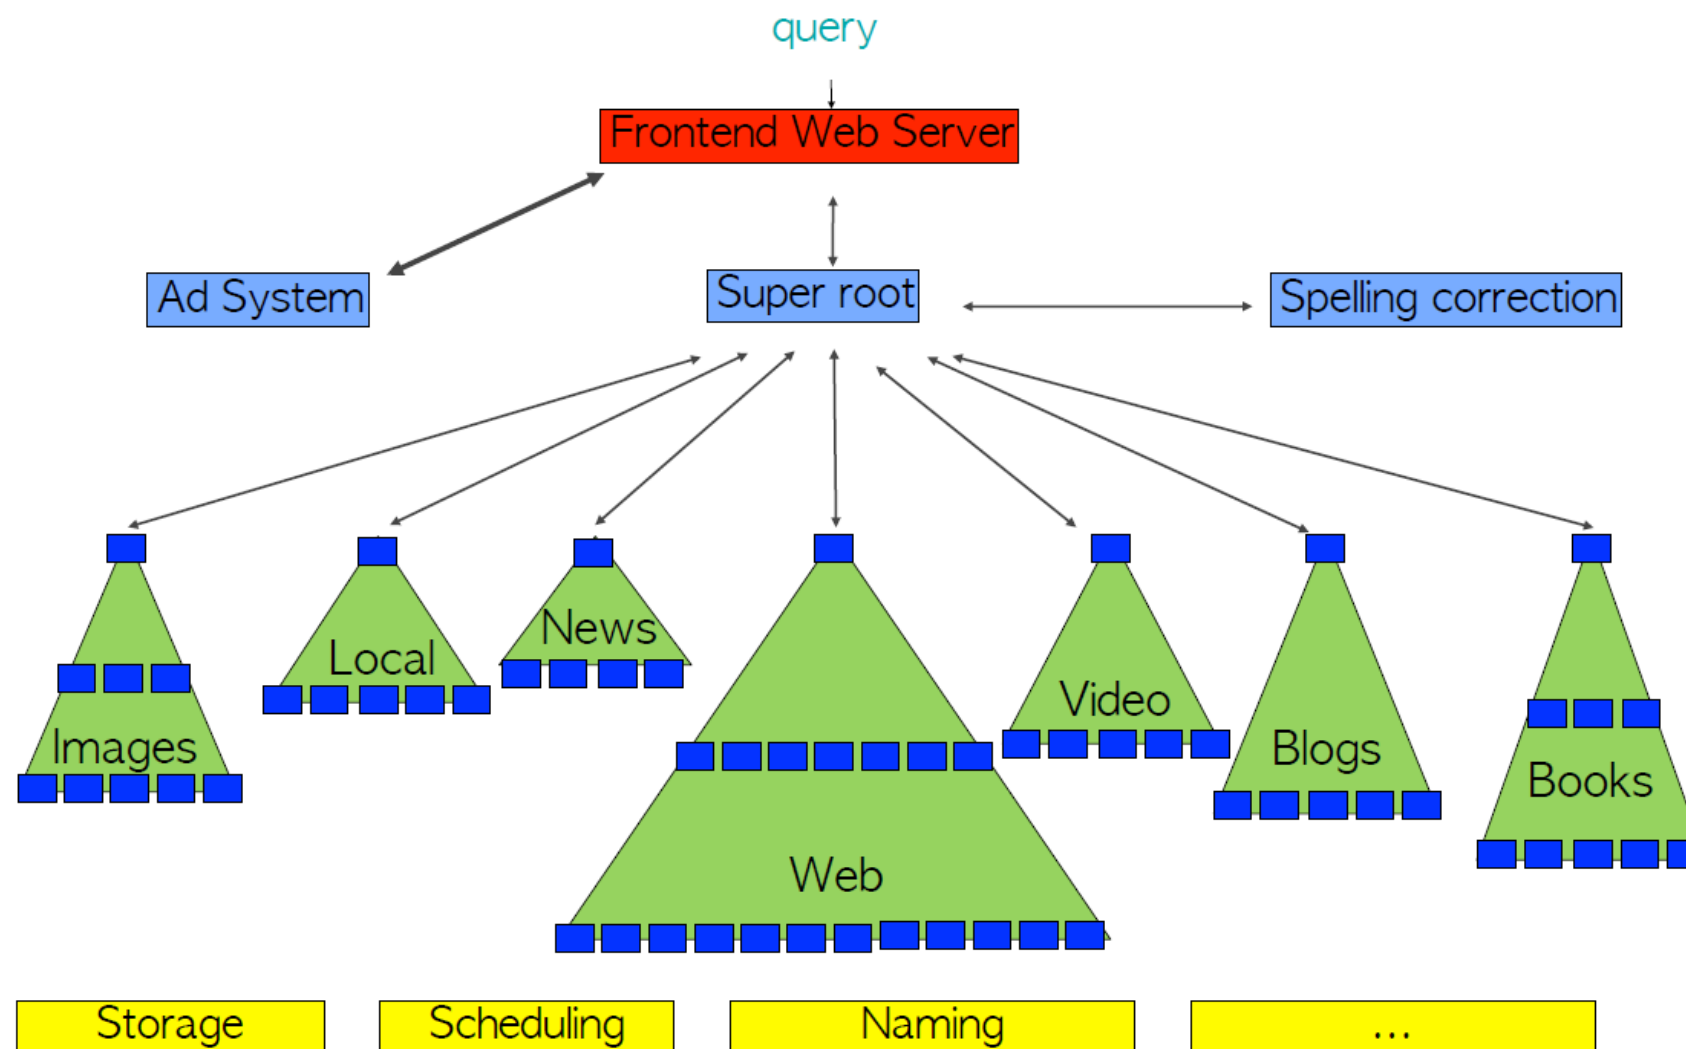 query
Frontend Web Server
Ad System
Super root
Spelling correction
Images
Local
News
Web
Video
Blogs
Books
Storage
Scheduling
Naming
...